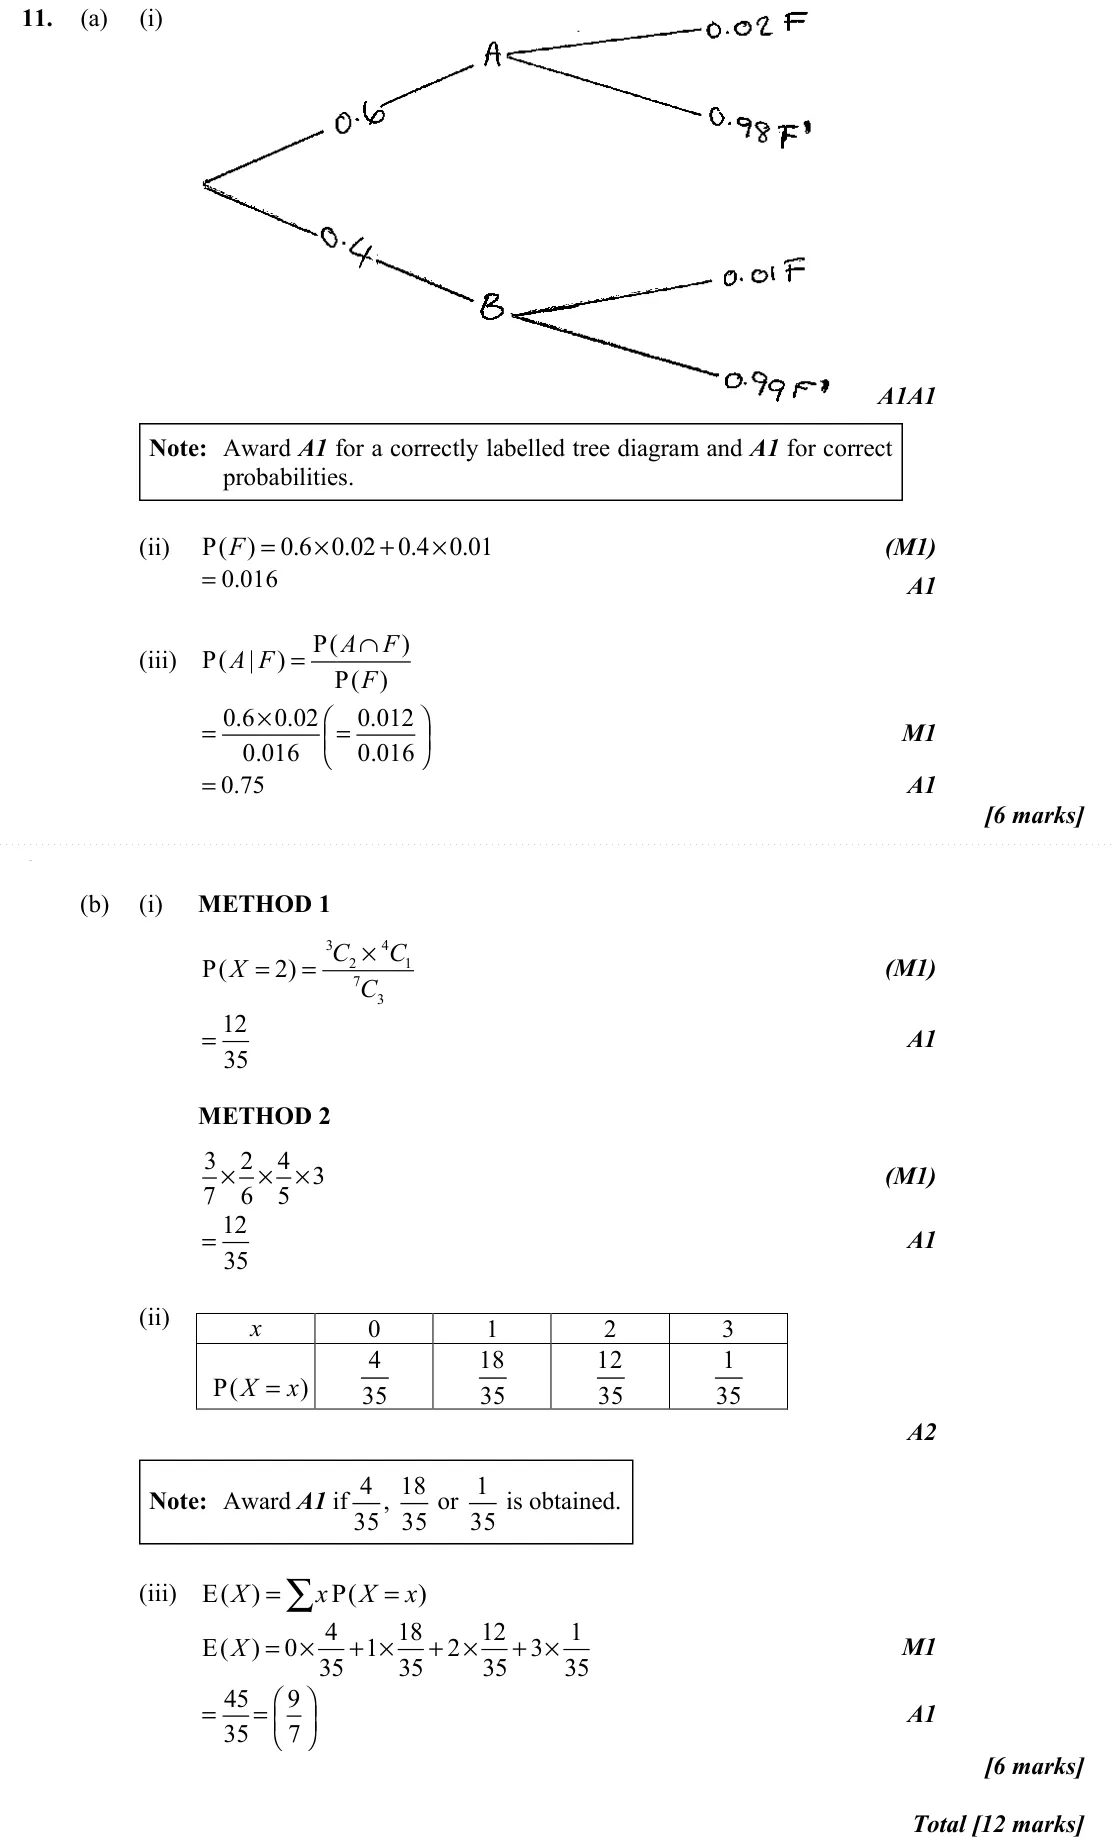 11. (a) (i)
0.02 F
A
0.98 F'
0.6
0.4
0.01 F
B
0.99 F'
A1A1
Note: Award A1 for a correctly labelled tree diagram and A1 for correct
probabilities.
(ii) P(F) = 0.6 × 0.02 + 0.4 × 0.01 (M1)
= 0.016 A1
(iii) P(A | F) = P(A ∩ F) / P(F)
= 0.6 × 0.02 / 0.016 (= 0.012 / 0.016) M1
= 0.75 A1
[6 marks]
(b) (i) METHOD 1
P(X = 2) = ³C₂ × ⁴C₁ / ⁷C₃ (M1)
= 12/35 A1
METHOD 2
3/7 × 2/6 × 4/5 × 3 (M1)
= 12/35 A1
(ii)
x 0 1 2 3
P(X = x) 4/35 18/35 12/35 1/35
A2
Note: Award A1 if 4/35, 18/35 or 1/35 is obtained.
(iii) E(X) = ∑ x P(X = x)
E(X) = 0 × 4/35 + 1 × 18/35 + 2 × 12/35 + 3 × 1/35 M1
= 45/35 = (9/7) A1
[6 marks]
Total [12 marks]